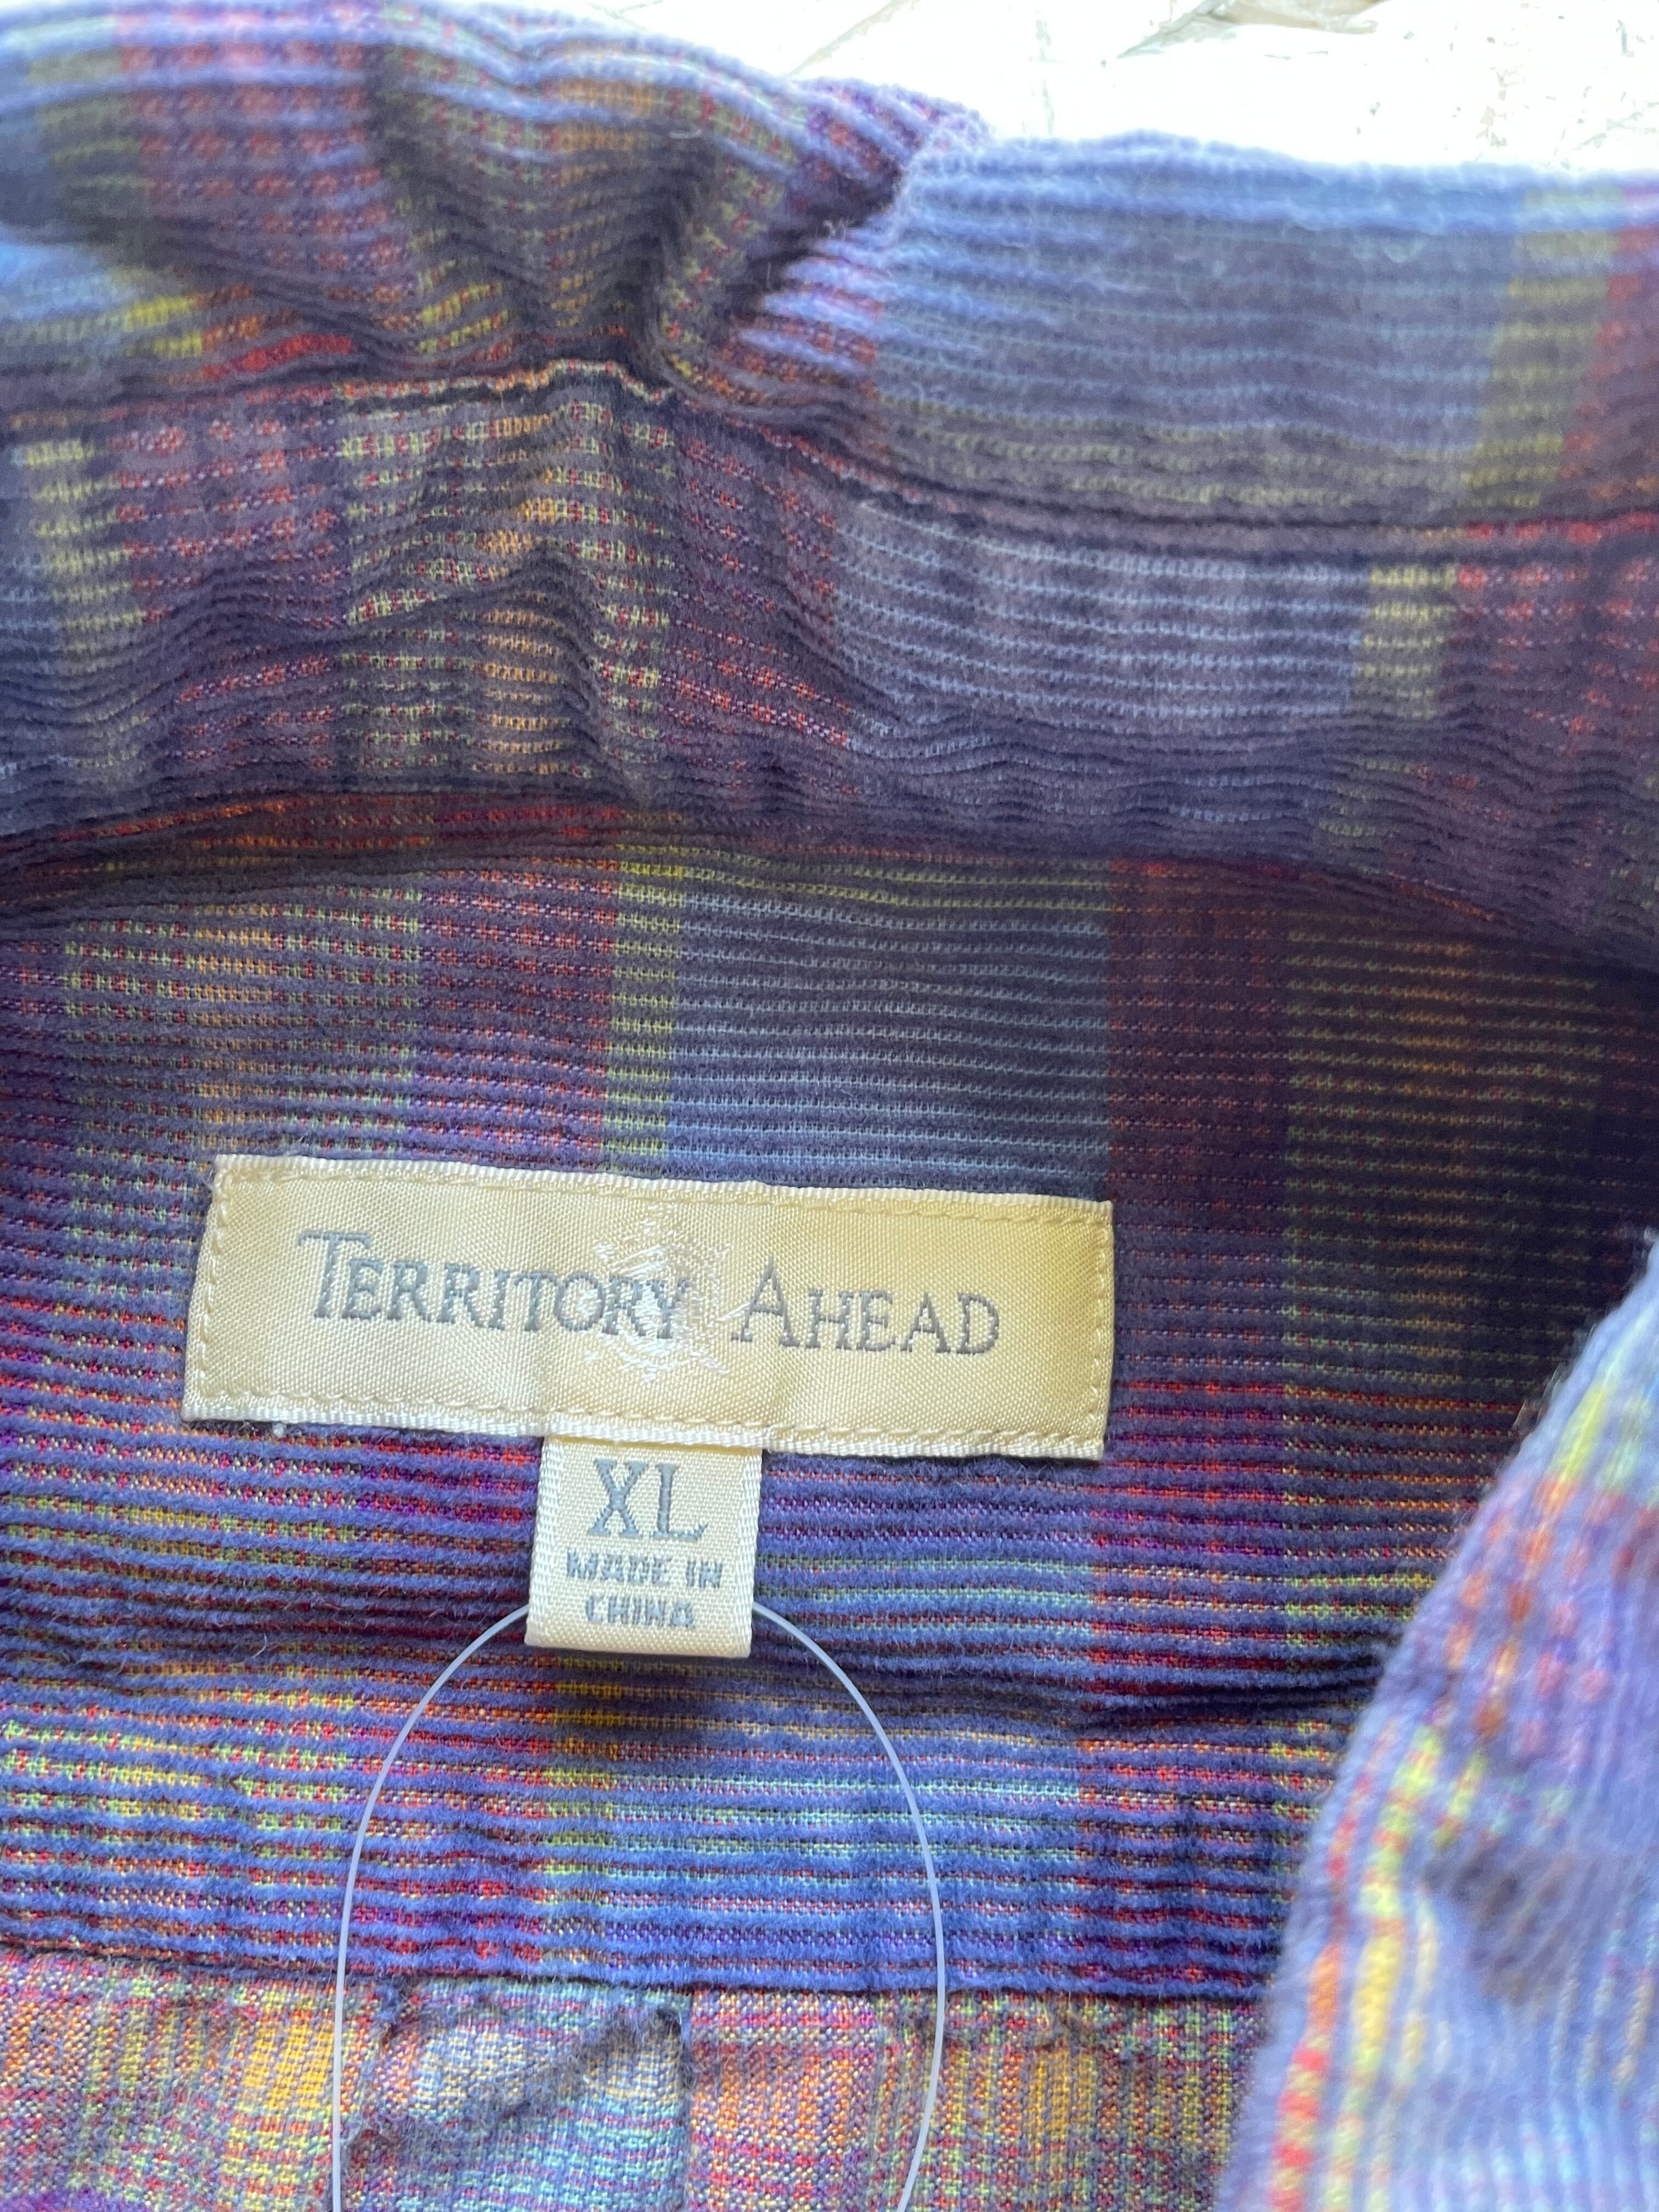 TERRITORY AHEAD
XL
MADE IN
CHINA